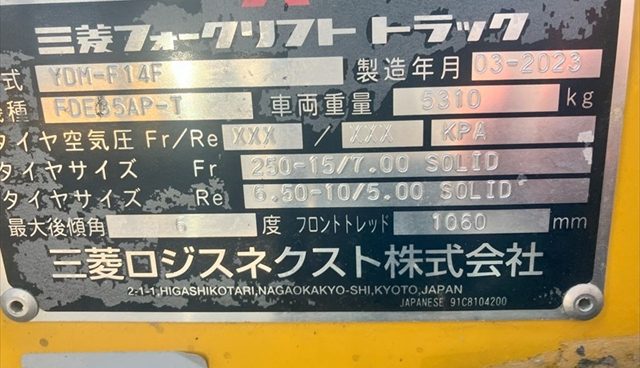 三菱フォークリフト トラック
式 YDM-F14F 製造年月 03-2023
機種 車両重量 5310 kg
タイヤ空気圧 Fr/Re XXX / XXX KPA
タイヤサイズ Fr 250-15/7.00 SOLID
タイヤサイズ Re 6.50-10/5.00 SOLID
最大後傾角 6 度 フロントトレッド 1060 mm
三菱ロジスネクスト株式会社
2-1-1,HIGASHIKOTARI,NAGAOKAKYO-SHI,KYOTO,JAPAN
JAPANESE 91C8104200